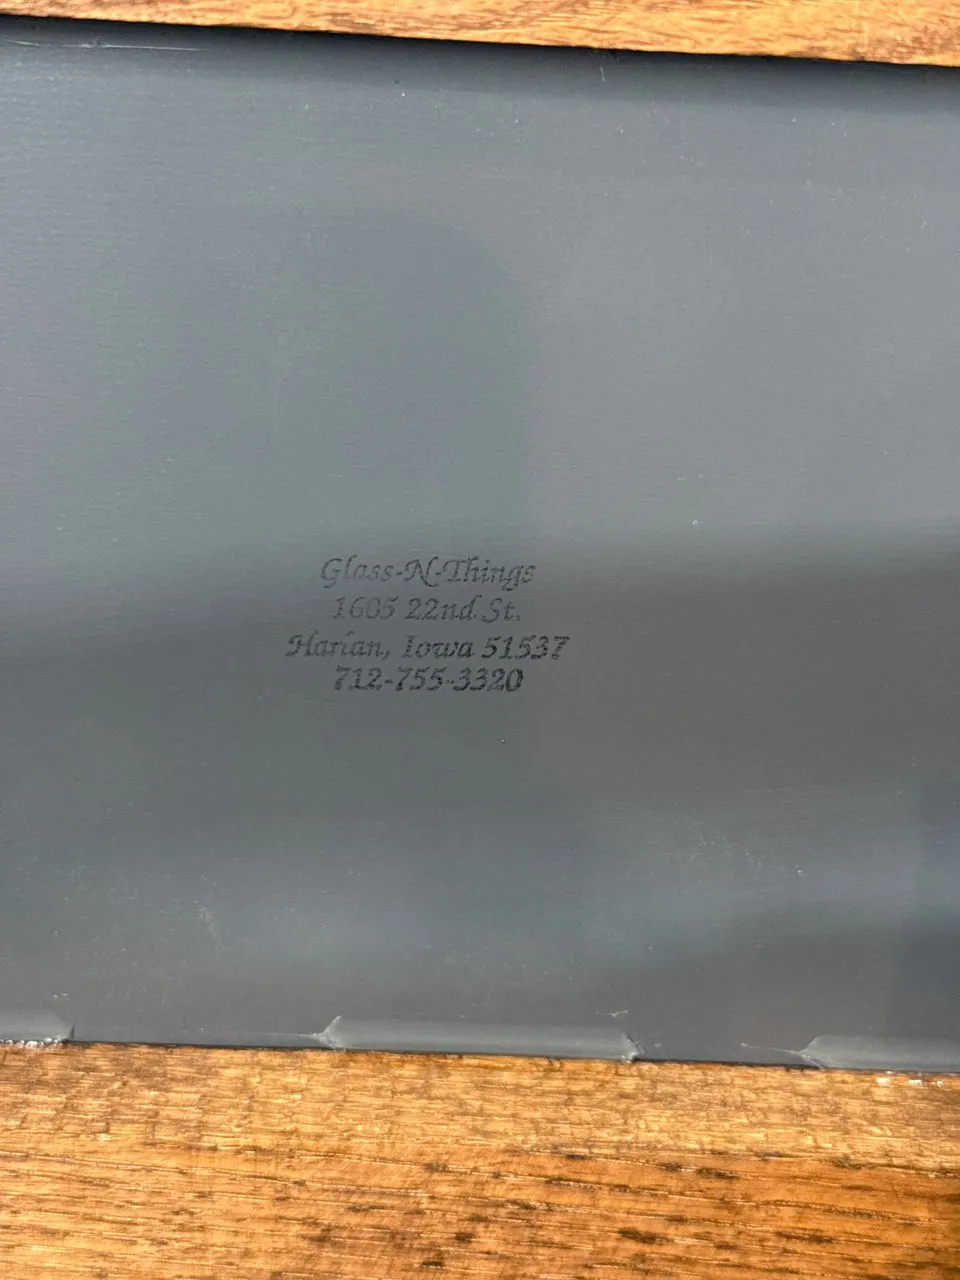 Glass-N-Things
1605 22nd St.
Harlan, Iowa 51537
712-755-3320